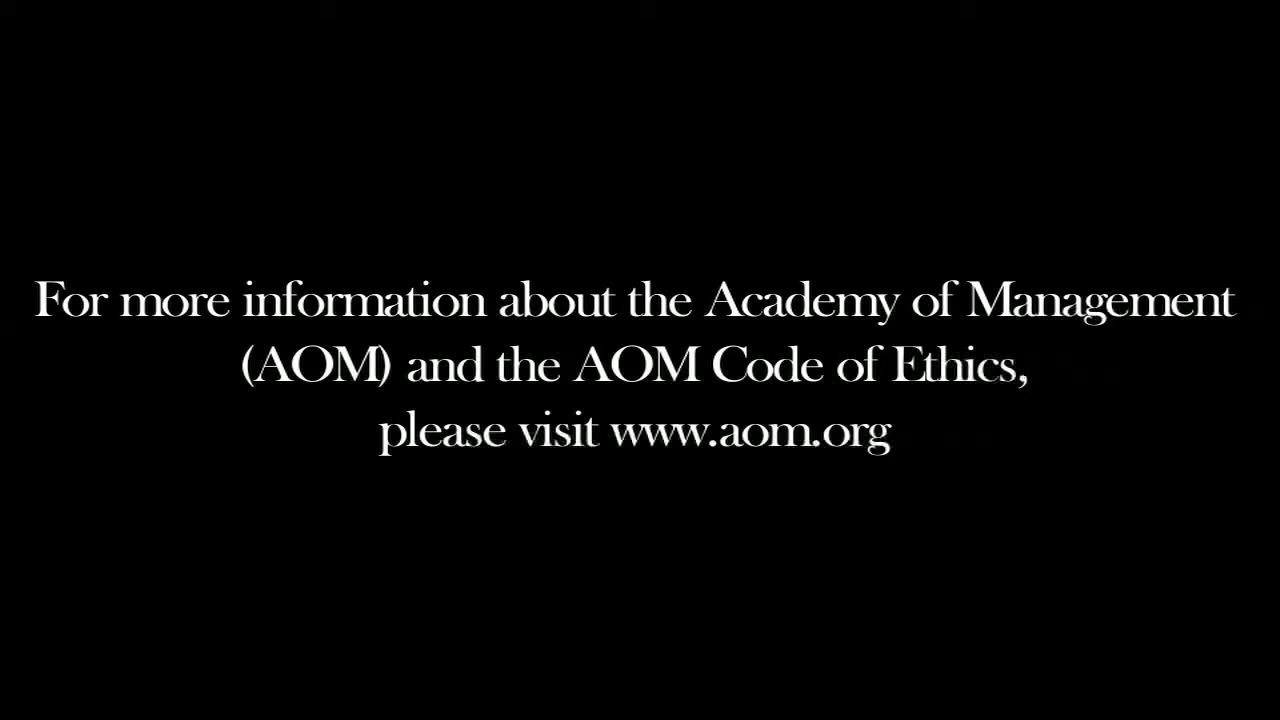 For more information about the Academy of Management
(AOM) and the AOM Code of Ethics,
please visit www.aom.org